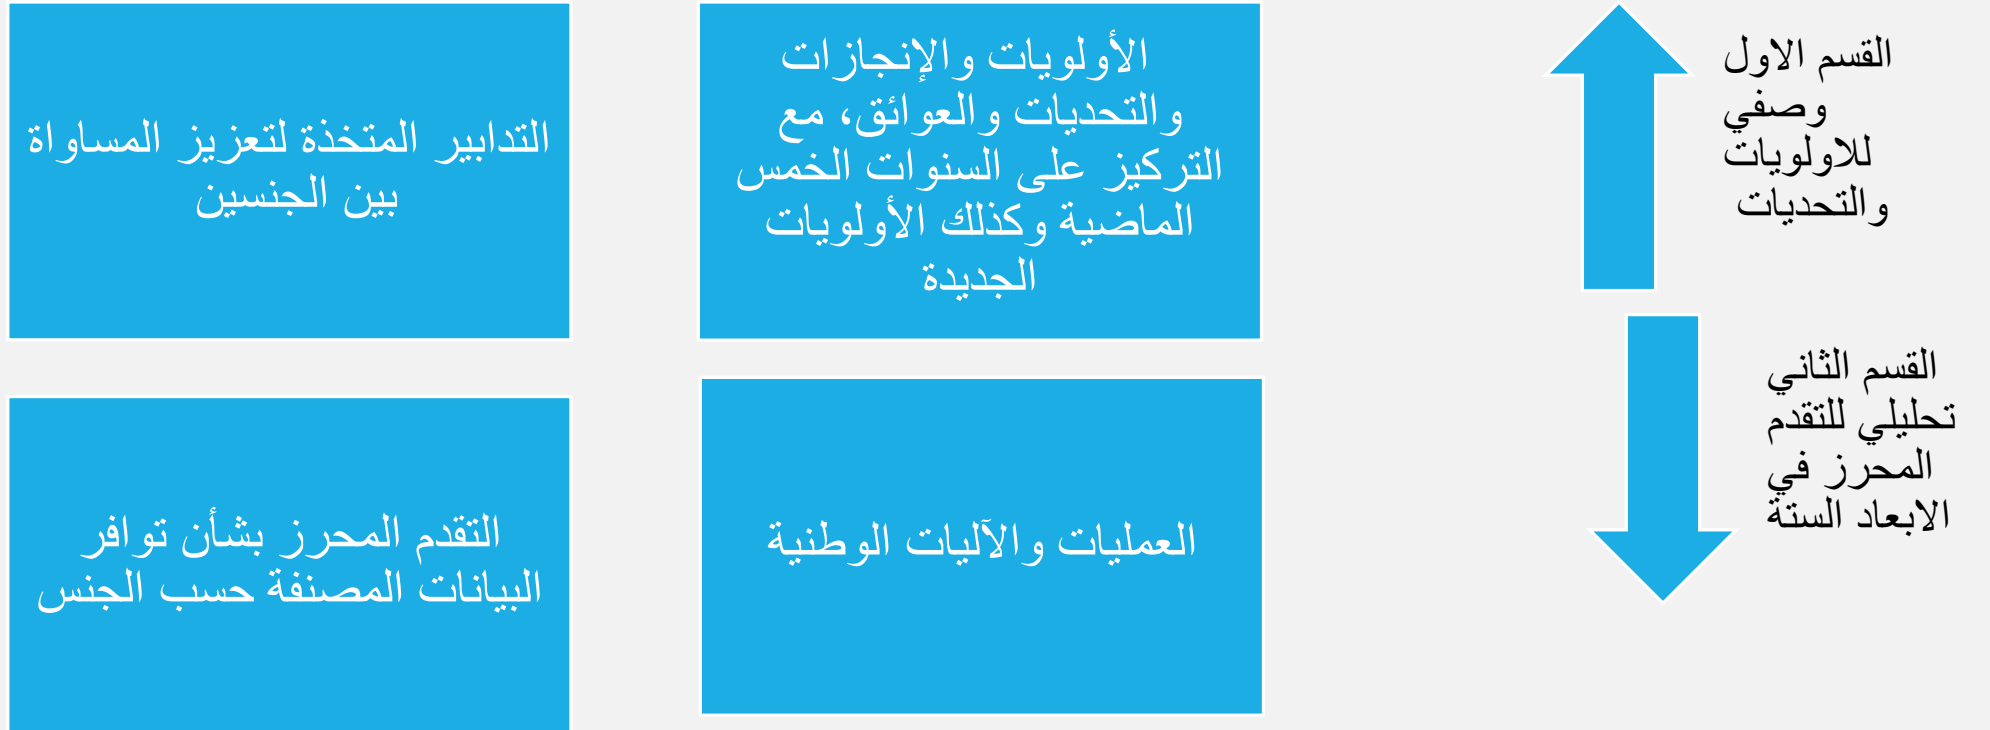 القسم الاول
وصفي
للاولويات
والتحديات
الأولويات والإنجازات
والتحديات والعوائق، مع
التركيز على السنوات الخمس
الماضية وكذلك الأولويات
الجديدة
التدابير المتخذة لتعزيز المساواة
بين الجنسين
القسم الثاني
تحليلي للتقدم
المحرز في
الابعاد الستة
العمليات والآليات الوطنية
التقدم المحرز بشأن توافر
البيانات المصنفة حسب الجنس